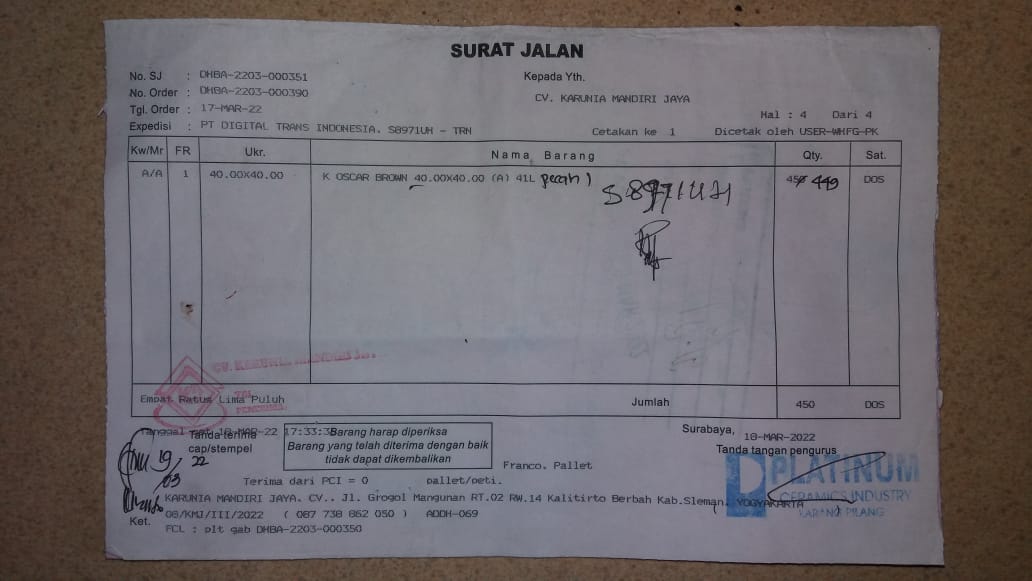 SURAT JALAN
No. SJ : DHBA-2203-000351
No. Order : DHBA-2203-000390
Tgl. Order : 17-MAR-22
Expedisi : PT DIGITAL TRANS INDONESIA. S8971UH - TRN
Kepada Yth.
CV. KARUNIA MANDIRI JAYA
Hal : 4 Dari 4
Cetakan ke 1 Dicetak oleh USER-WHFG-PK
Kw/Mr FR Ukr. Nama Barang Qty. Sat.
A/A 1 40.00X40.00 K OSCAR BROWN 40.00X40.00 (A) 41L pecah 1 450 449 DOS
S 8971 UH
CV. KARUNIA MANDIRI JAYA
TGL
PENERIMA
Empat Ratus Lima Puluh Jumlah 450 DOS
Tanggal 18-MAR-22 17:33:38
Tanda terima
cap/stempel
19/03 22
Barang harap diperiksa
Barang yang telah diterima dengan baik
tidak dapat dikembalikan
Surabaya, 18-MAR-2022
Tanda tangan pengurus
Franco. Pallet
PLATINUM
CERAMICS INDUSTRY
KARANG PILANG
Terima dari PCI = 0 pallet/peti.
KARUNIA MANDIRI JAYA. CV.. Jl. Grogol Mangunan RT.02 RW.14 Kalitirto Berbah Kab.Sleman. YOGYAKARTA
08/KMJ/III/2022 ( 087 738 862 050 ) ADDH-069
Ket. FCL : plt gab DHBA-2203-000350